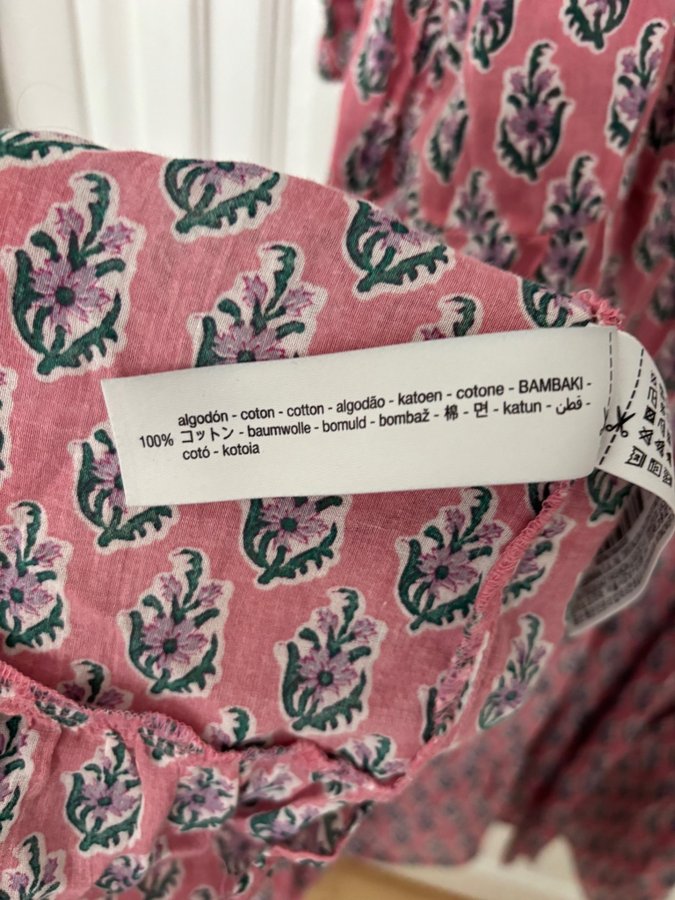 algodón - coton - cotton - algodão - katoen - cotone - BAMBAKI -
100% コットン - baumwolle - bomuld - bombaž - 棉 - 면 - katun - قطن -
cotó - kotoia